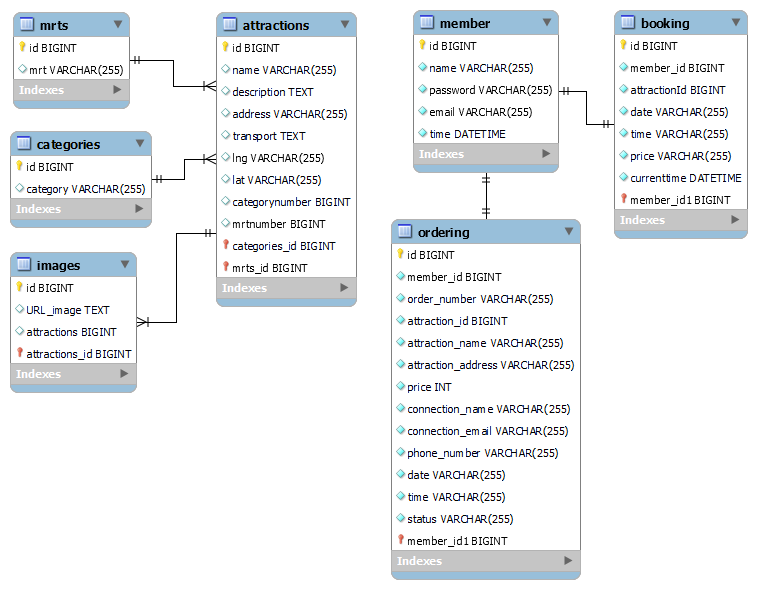 mrts
id BIGINT
mrt VARCHAR(255)
Indexes
categories
id BIGINT
category VARCHAR(255)
Indexes
images
id BIGINT
URL_image TEXT
attractions BIGINT
attractions_id BIGINT
Indexes
attractions
id BIGINT
name VARCHAR(255)
description TEXT
address VARCHAR(255)
transport TEXT
lng VARCHAR(255)
lat VARCHAR(255)
categorynumber BIGINT
mrtnumber BIGINT
categories_id BIGINT
mrts_id BIGINT
Indexes
member
id BIGINT
name VARCHAR(255)
password VARCHAR(255)
email VARCHAR(255)
time DATETIME
Indexes
ordering
id BIGINT
member_id BIGINT
order_number VARCHAR(255)
attraction_id BIGINT
attraction_name VARCHAR(255)
attraction_address VARCHAR(255)
price INT
connection_name VARCHAR(255)
connection_email VARCHAR(255)
phone_number VARCHAR(255)
date VARCHAR(255)
time VARCHAR(255)
status VARCHAR(255)
member_id1 BIGINT
Indexes
booking
id BIGINT
member_id BIGINT
attractionId BIGINT
date VARCHAR(255)
time VARCHAR(255)
price VARCHAR(255)
currenttime DATETIME
member_id1 BIGINT
Indexes